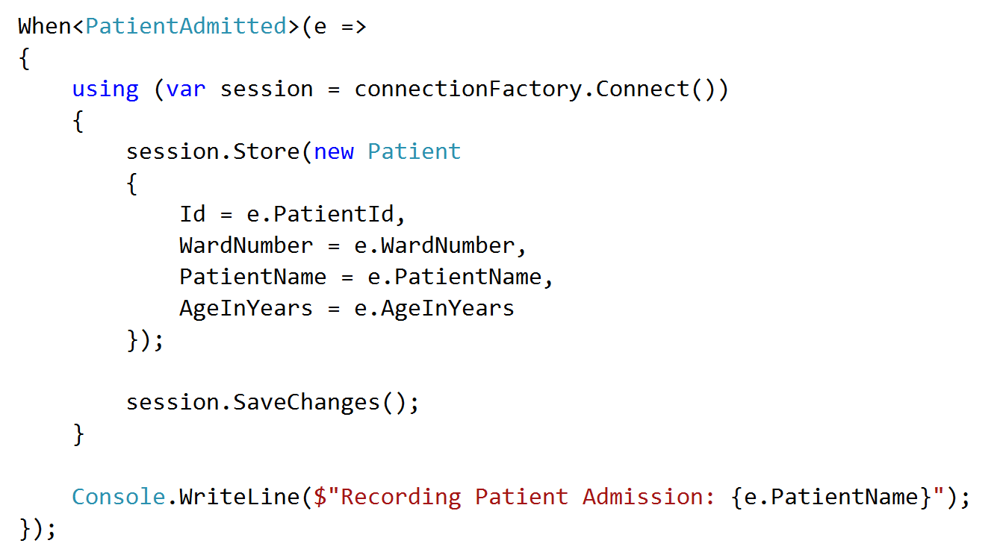 When<PatientAdmitted>(e =>
{
    using (var session = connectionFactory.Connect())
    {
        session.Store(new Patient
        {
            Id = e.PatientId,
            WardNumber = e.WardNumber,
            PatientName = e.PatientName,
            AgeInYears = e.AgeInYears
        });

        session.SaveChanges();
    }

    Console.WriteLine($"Recording Patient Admission: {e.PatientName}");
});